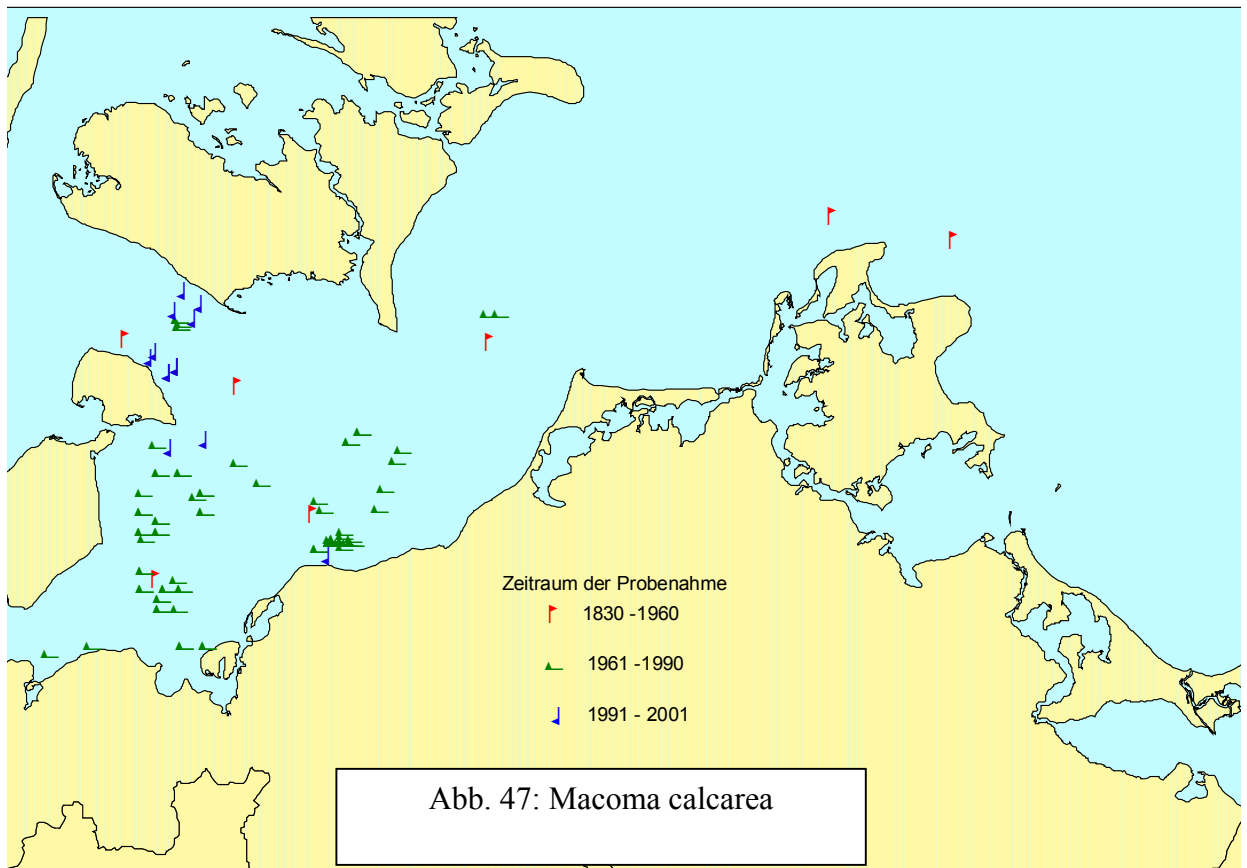 Zeitraum der Probenahme
1830 -1960
1961 -1990
1991 - 2001
Abb. 47: Macoma calcarea